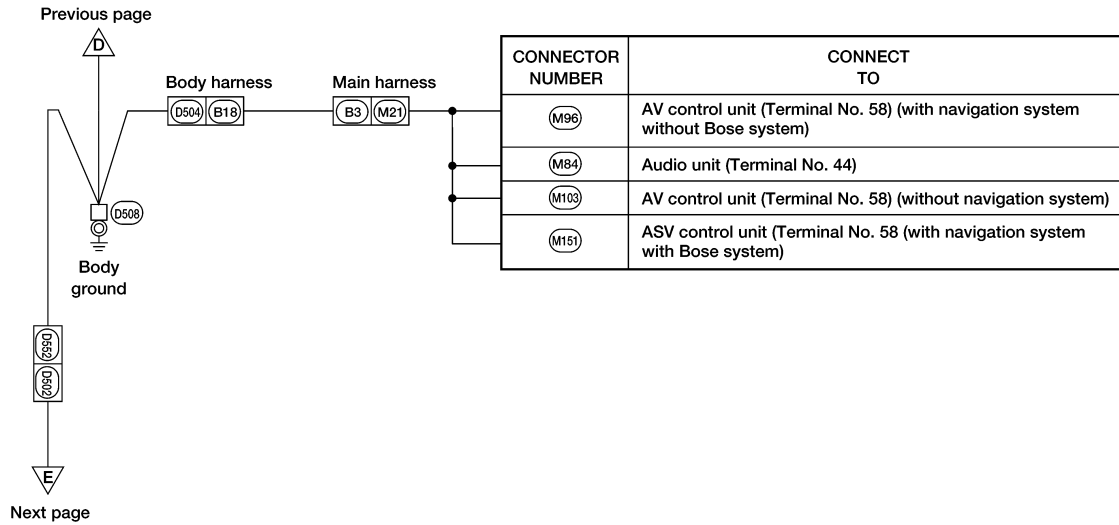 Previous page
D
Body harness
Main harness
D504 B18
B3 M21
D508
Body
ground
D552
D502
E
Next page
CONNECTOR
NUMBER
CONNECT
TO
M96
AV control unit (Terminal No. 58) (with navigation system
without Bose system)
M84
Audio unit (Terminal No. 44)
M103
AV control unit (Terminal No. 58) (without navigation system)
M151
ASV control unit (Terminal No. 58 (with navigation system
with Bose system)